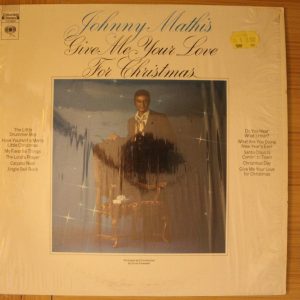 Johnny Mathis
Give Me Your Love
For Christmas
The Little
Drummer Boy
Have Yourself a Merry
Little Christmas
My Favorite Things
The Lord's Prayer
Calypso Noel
Jingle Bell Rock
Do You Hear
What I Hear?
What Are You Doing
New Year's Eve?
Santa Claus Is
Comin' to Town
Christmas Day
Give Me Your Love
for Christmas